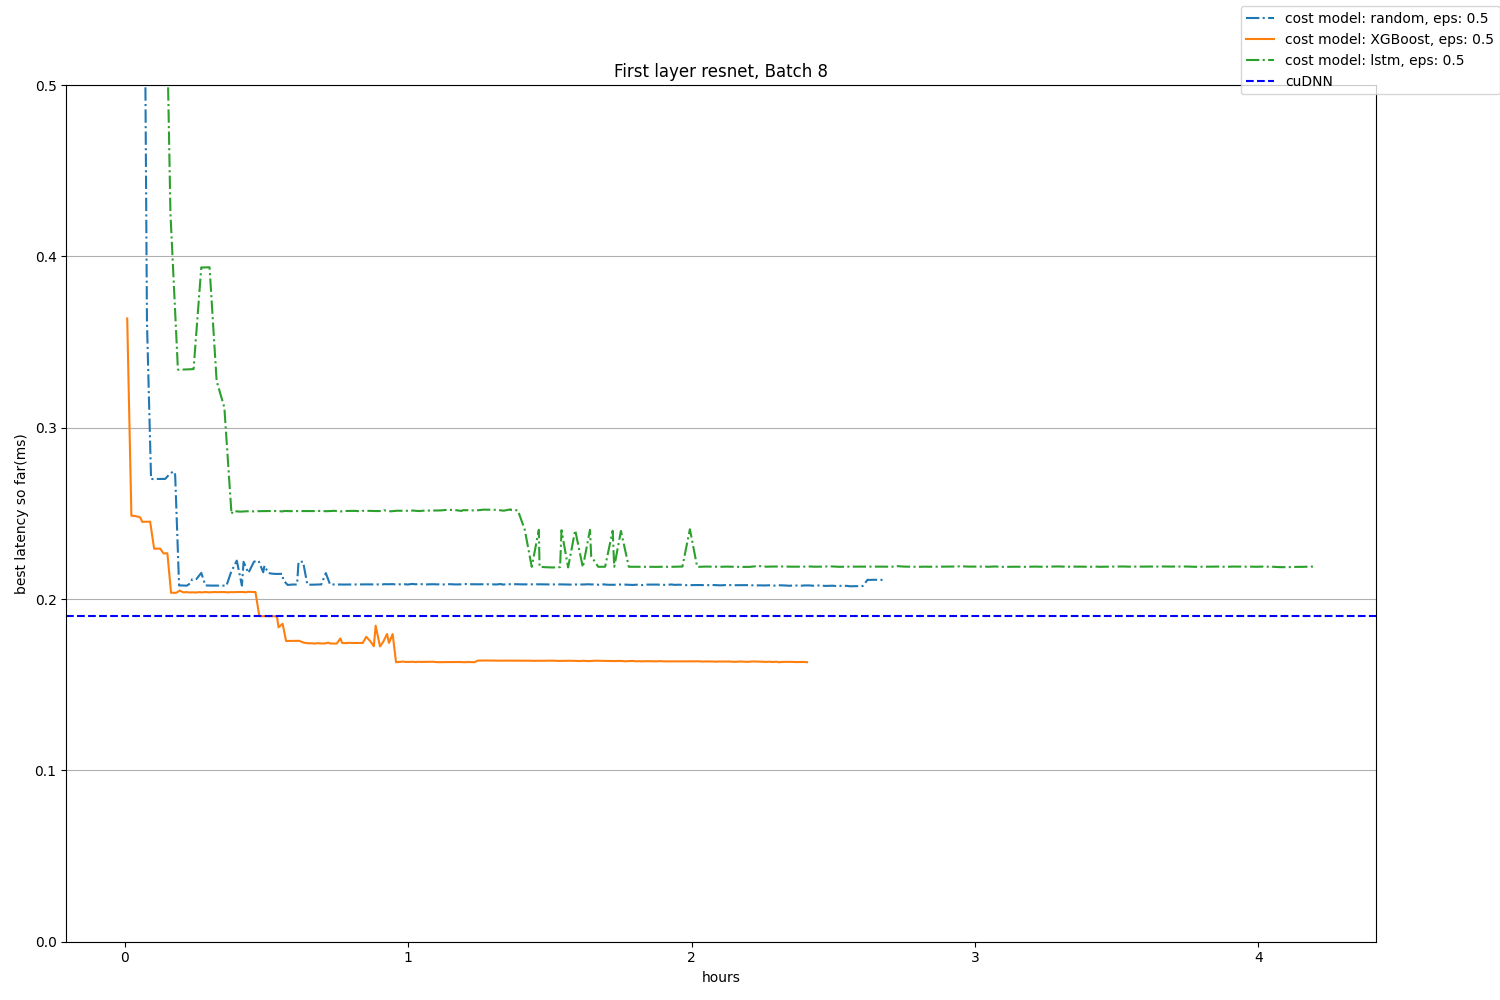 cost model: random, eps: 0.5
cost model: XGBoost, eps: 0.5
cost model: lstm, eps: 0.5
cuDNN
First layer resnet, Batch 8
0.5
0.4
0.3
0.2
0.1
0.0
best latency so far(ms)
0 1 2 3 4
hours